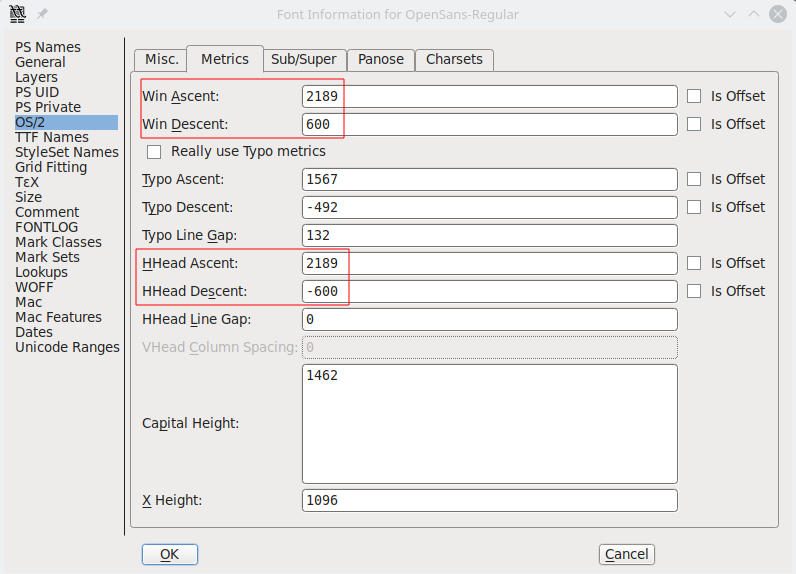 Font Information for OpenSans-Regular
PS Names
General
Layers
PS UID
PS Private
OS/2
TTF Names
StyleSet Names
Grid Fitting
ΤεΧ
Size
Comment
FONTLOG
Mark Classes
Mark Sets
Lookups
WOFF
Mac
Mac Features
Dates
Unicode Ranges
Misc. Metrics Sub/Super Panose Charsets
Win Ascent: 2189 Is Offset
Win Descent: 600 Is Offset
Really use Typo metrics
Typo Ascent: 1567 Is Offset
Typo Descent: -492 Is Offset
Typo Line Gap: 132
HHead Ascent: 2189 Is Offset
HHead Descent: -600 Is Offset
HHead Line Gap: 0
VHead Column Spacing: 0
Capital Height: 1462
X Height: 1096
OK Cancel